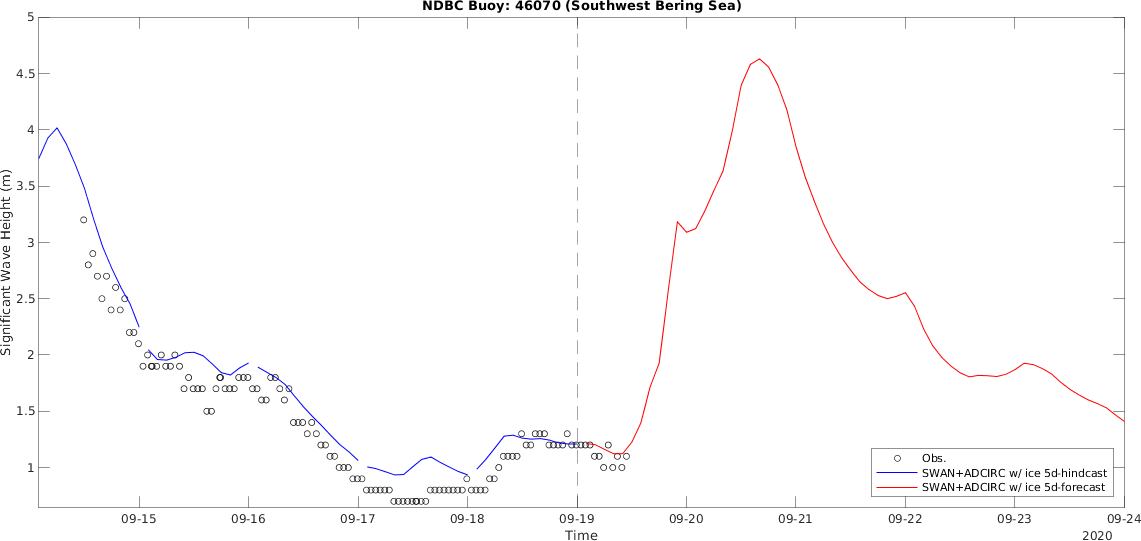 NDBC Buoy: 46070 (Southwest Bering Sea)
5
4.5
4
3.5
3
2.5
2
1.5
1
Significant Wave Height (m)
Obs.
SWAN+ADCIRC w/ ice 5d-hindcast
SWAN+ADCIRC w/ ice 5d-forecast
09-15 09-16 09-17 09-18 09-19 09-20 09-21 09-22 09-23 09-24
Time
2020